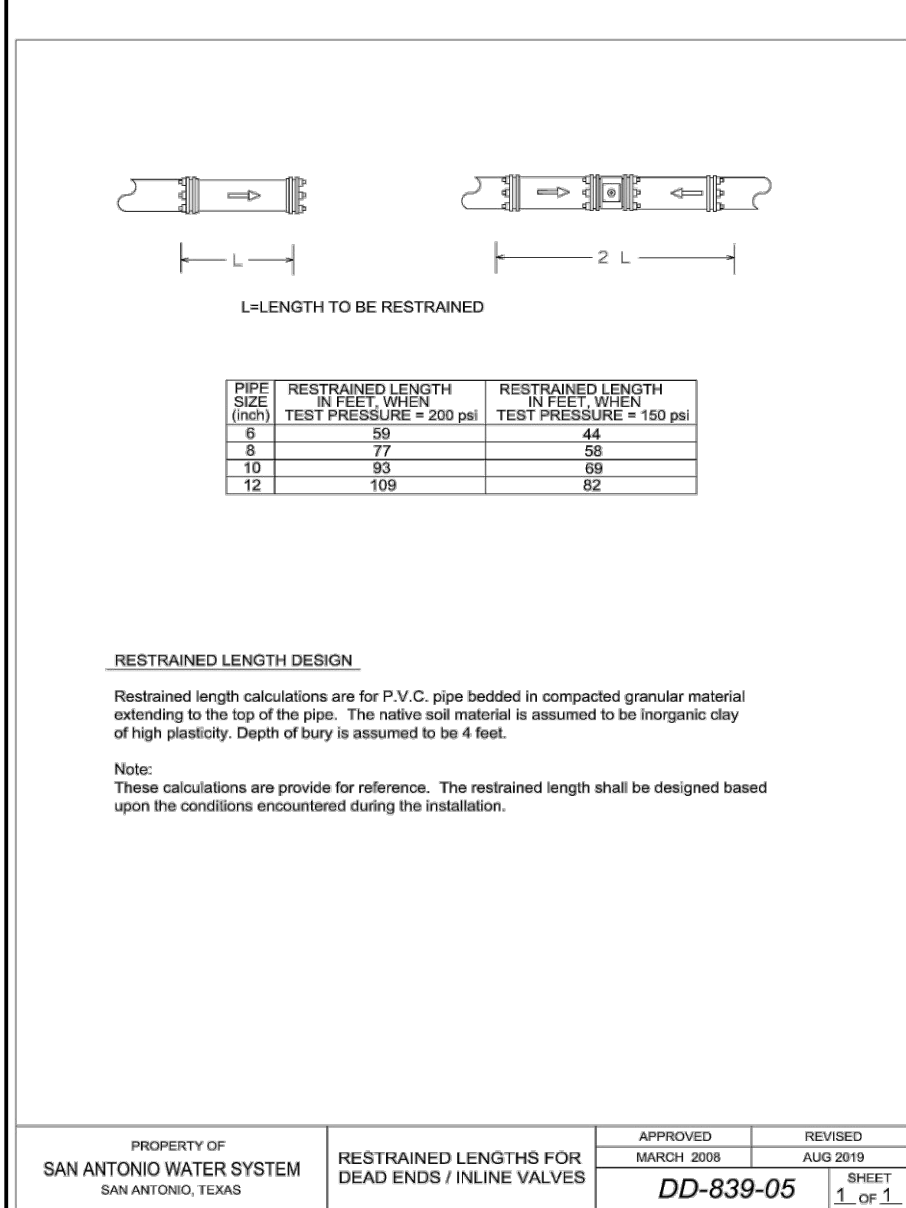 L
2 L
L=LENGTH TO BE RESTRAINED
PIPE SIZE (inch) RESTRAINED LENGTH IN FEET, WHEN TEST PRESSURE = 200 psi RESTRAINED LENGTH IN FEET, WHEN TEST PRESSURE = 150 psi
6 59 44
8 77 58
10 93 69
12 109 82
RESTRAINED LENGTH DESIGN
Restrained length calculations are for P.V.C. pipe bedded in compacted granular material
extending to the top of the pipe. The native soil material is assumed to be inorganic clay
of high plasticity. Depth of bury is assumed to be 4 feet.
Note:
These calculations are provide for reference. The restrained length shall be designed based
upon the conditions encountered during the installation.
PROPERTY OF
SAN ANTONIO WATER SYSTEM
SAN ANTONIO, TEXAS
RESTRAINED LENGTHS FOR
DEAD ENDS / INLINE VALVES
APPROVED
MARCH 2008
REVISED
AUG 2019
DD-839-05
SHEET
1 OF 1